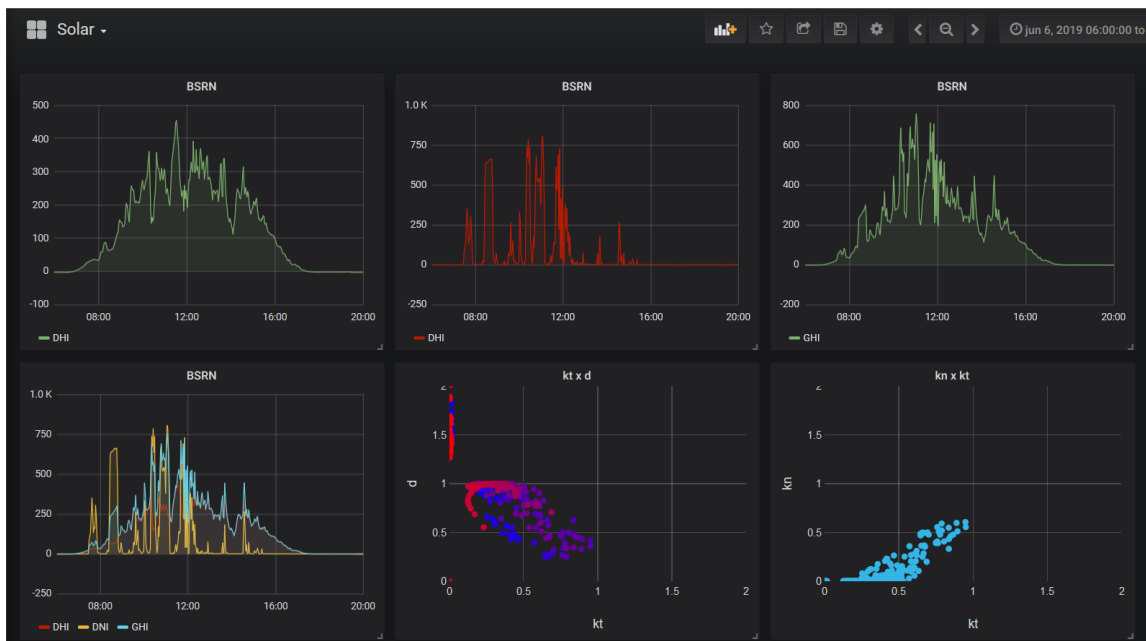 Solar
jun 6, 2019 06:00:00 to
BSRN
500
400
300
200
100
0
-100
08:00 12:00 16:00 20:00
DHI
BSRN
1.0 K
750
500
250
0
-250
08:00 12:00 16:00 20:00
DHI
BSRN
800
600
400
200
0
-200
08:00 12:00 16:00 20:00
GHI
BSRN
1.0 K
750
500
250
0
-250
08:00 12:00 16:00 20:00
DHI DNI GHI
kt x d
2
1.5
1
0.5
0
d
0 0.5 1 1.5 2
kt
kn x kt
2
1.5
1
0.5
0
kn
0 0.5 1 1.5 2
kt